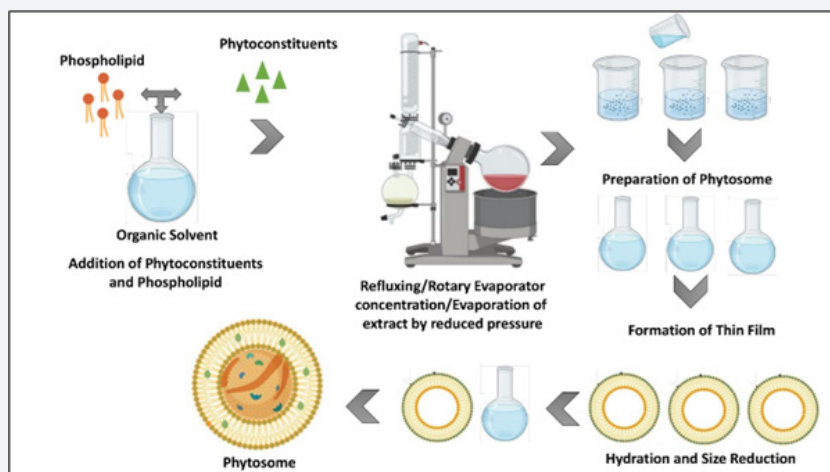 Phospholipid
Phytoconstituents
Organic Solvent
Addition of Phytoconstituents
and Phospholipid
Refluxing/Rotary Evaporator
concentration/Evaporation of
extract by reduced pressure
Preparation of Phytosome
Formation of Thin Film
Hydration and Size Reduction
Phytosome